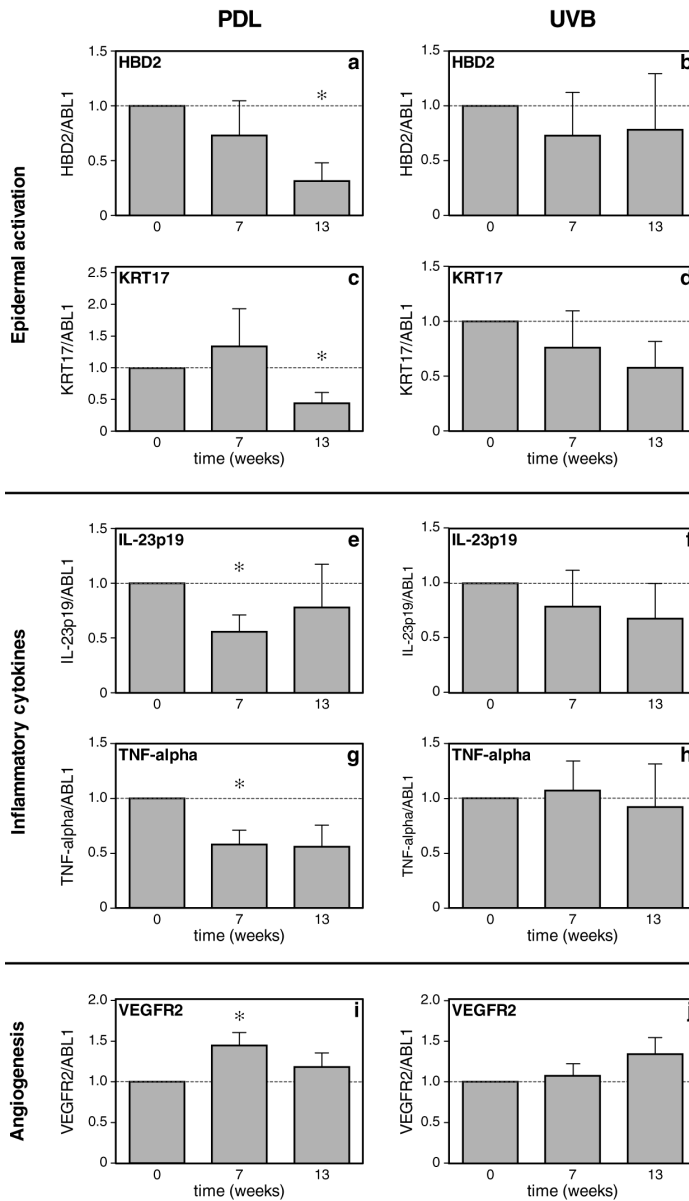 PDL UVB
Epidermal activation
HBD2 a
HBD2/ABL1
1.5
1.0
0.5
0
*
0 7 13
HBD2 b
HBD2/ABL1
1.5
1.0
0.5
0
0 7 13
KRT17 c
KRT17/ABL1
2.5
2.0
1.5
1.0
0.5
0
*
0 7 13
time (weeks)
KRT17 d
KRT17/ABL1
1.5
1.0
0.5
0
0 7 13
time (weeks)
Inflammatory cytokines
IL-23p19 e
IL-23p19/ABL1
1.5
1.0
0.5
0
*
0 7 13
IL-23p19 f
IL-23p19/ABL1
1.5
1.0
0.5
0
0 7 13
TNF-alpha g
TNF-alpha/ABL1
1.5
1.0
0.5
0
*
0 7 13
time (weeks)
TNF-alpha h
TNF-alpha/ABL1
1.5
1.0
0.5
0
0 7 13
time (weeks)
Angiogenesis
VEGFR2 i
VEGFR2/ABL1
2.0
1.5
1.0
0.5
0
*
0 7 13
time (weeks)
VEGFR2 j
VEGFR2/ABL1
2.0
1.5
1.0
0.5
0
0 7 13
time (weeks)